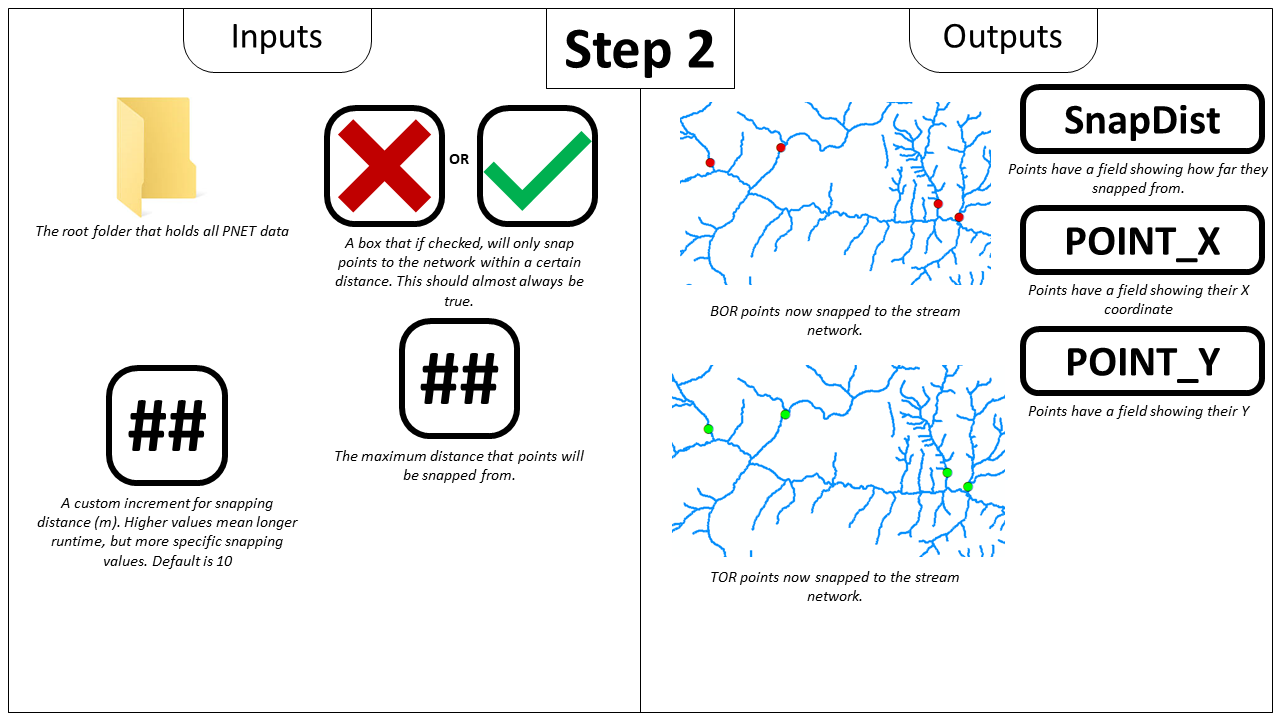 Inputs
Step 2
Outputs
The root folder that holds all PNET data
OR
A box that if checked, will only snap
points to the network within a certain
distance. This should almost always be
true.
##
A custom increment for snapping
distance (m). Higher values mean longer
runtime, but more specific snapping
values. Default is 10
##
The maximum distance that points will
be snapped from.
BOR points now snapped to the stream
network.
TOR points now snapped to the stream
network.
SnapDist
Points have a field showing how far they
snapped from.
POINT_X
Points have a field showing their X
coordinate
POINT_Y
Points have a field showing their Y